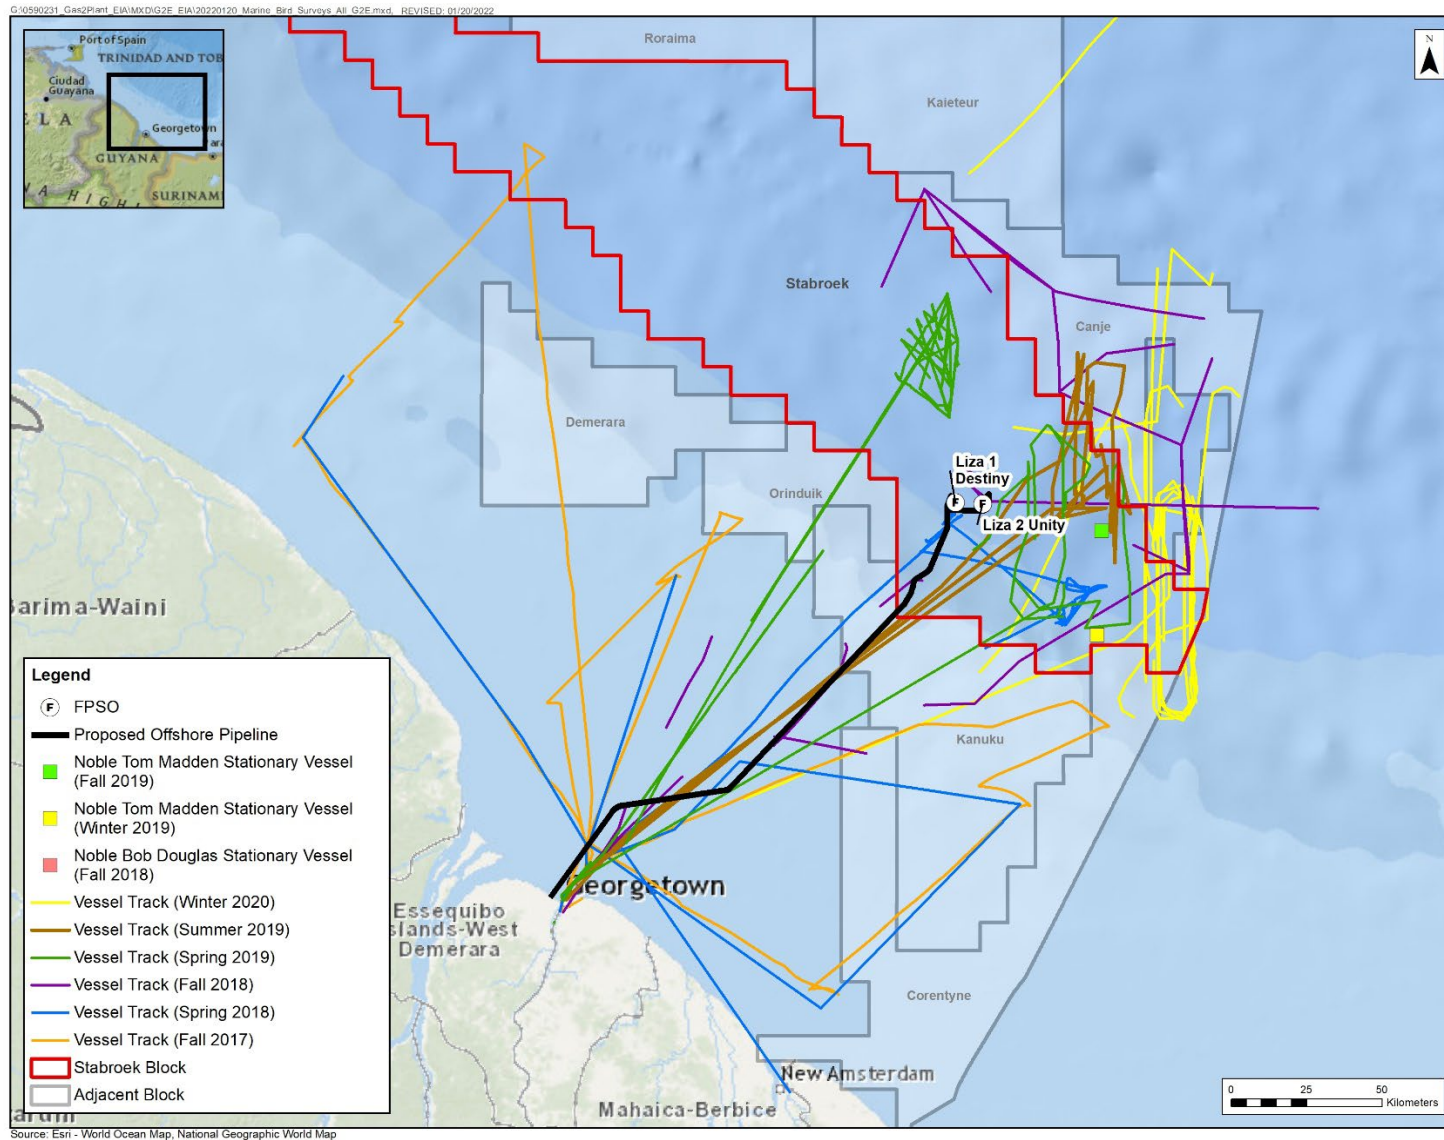 G:\0590231_Gas2Plant_EIA\MXD\G2E_EIA\20220120_Marine_Bird_Surveys_All_G2E.mxd, REVISED: 01/20/2022
Port of Spain
TRINIDAD AND TOB
Ciudad
Guayana
ELA
Georgetown
Para
GUYANA
SURINAM
NA HIGH
Roraima
N
Kaieteur
Stabroek
Canje
Demerara
Liza 1
Destiny
Orinduik
Liza 2 Unity
Barima-Waini
Kanuku
Georgetown
Essequibo
Islands-West
Demerara
Corentyne
New Amsterdam
Mahaica-Berbice
Legend
F FPSO
Proposed Offshore Pipeline
Noble Tom Madden Stationary Vessel
(Fall 2019)
Noble Tom Madden Stationary Vessel
(Winter 2019)
Noble Bob Douglas Stationary Vessel
(Fall 2018)
Vessel Track (Winter 2020)
Vessel Track (Summer 2019)
Vessel Track (Spring 2019)
Vessel Track (Fall 2018)
Vessel Track (Spring 2018)
Vessel Track (Fall 2017)
Stabroek Block
Adjacent Block
0 25 50
Kilometers
Source: Esri - World Ocean Map, National Geographic World Map